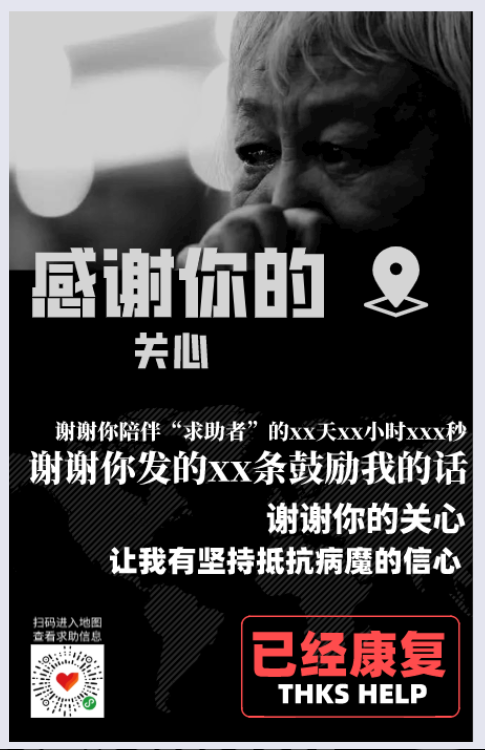 感谢你的
关心
谢谢你陪伴“求助者”的xx天xx小时xxx秒
谢谢你发的xx条鼓励我的话
谢谢你的关心
让我有坚持抵抗病魔的信心
扫码进入地图
查看求助信息
已经康复
THKS HELP